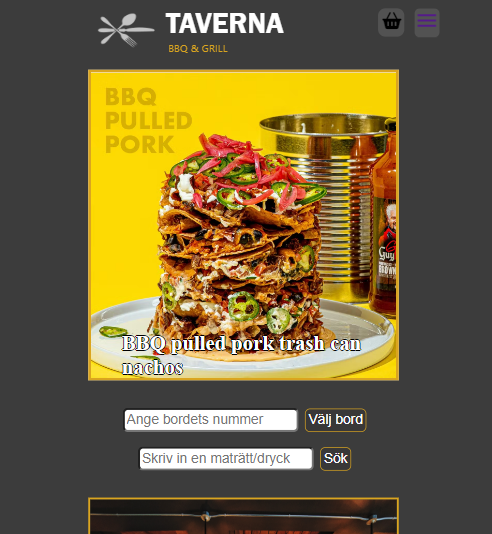 TAVERNA
BBQ & GRILL
BBQ
PULLED
PORK
Guy
BROWN
BBQ pulled pork trash can
nachos
Ange bordets nummer Välj bord
Skriv in en maträtt/dryck Sök